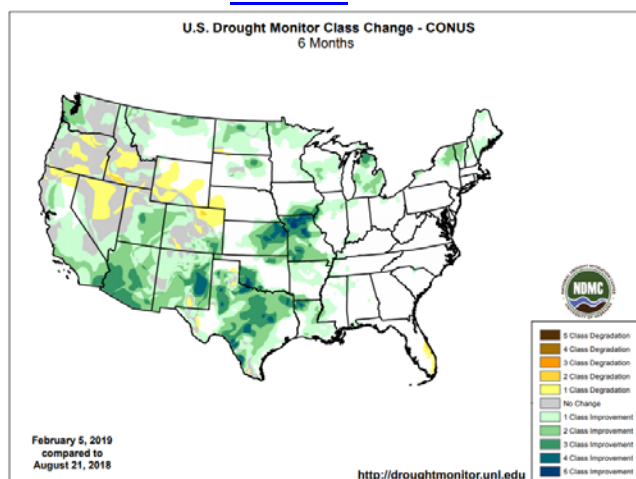 U.S. Drought Monitor Class Change - CONUS
6 Months
NDMC
5 Class Degradation
4 Class Degradation
3 Class Degradation
2 Class Degradation
1 Class Degradation
No Change
1 Class Improvement
2 Class Improvement
3 Class Improvement
4 Class Improvement
5 Class Improvement
February 5, 2019
compared to
August 21, 2018
http://droughtmonitor.unl.edu